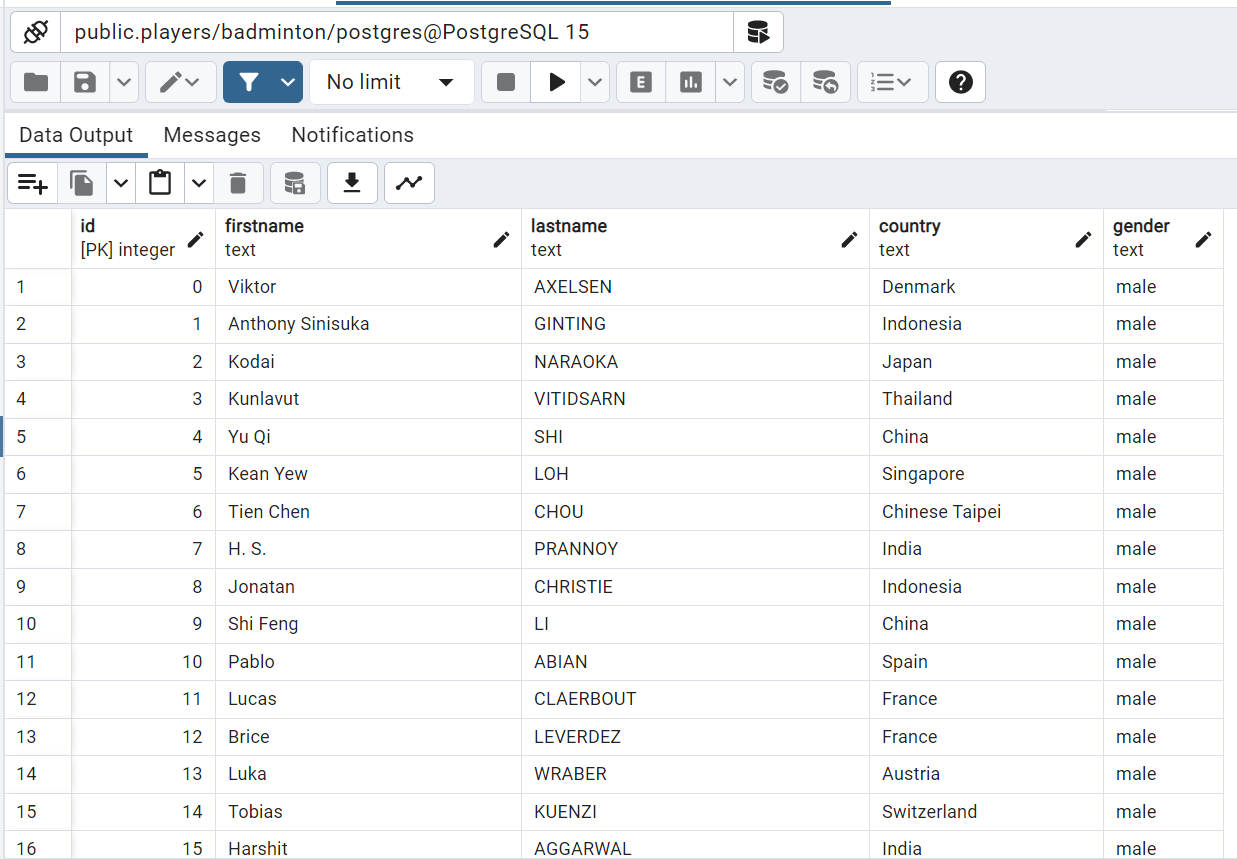 public.players/badminton/postgres@PostgreSQL 15
No limit
E
Data Output Messages Notifications
id firstname lastname country gender
[PK] integer text text text text
1 0 Viktor AXELSEN Denmark male
2 1 Anthony Sinisuka GINTING Indonesia male
3 2 Kodai NARAOKA Japan male
4 3 Kunlavut VITIDSARN Thailand male
5 4 Yu Qi SHI China male
6 5 Kean Yew LOH Singapore male
7 6 Tien Chen CHOU Chinese Taipei male
8 7 H. S. PRANNOY India male
9 8 Jonatan CHRISTIE Indonesia male
10 9 Shi Feng LI China male
11 10 Pablo ABIAN Spain male
12 11 Lucas CLAERBOUT France male
13 12 Brice LEVERDEZ France male
14 13 Luka WRABER Austria male
15 14 Tobias KUENZI Switzerland male
16 15 Harshit AGGARWAL India male